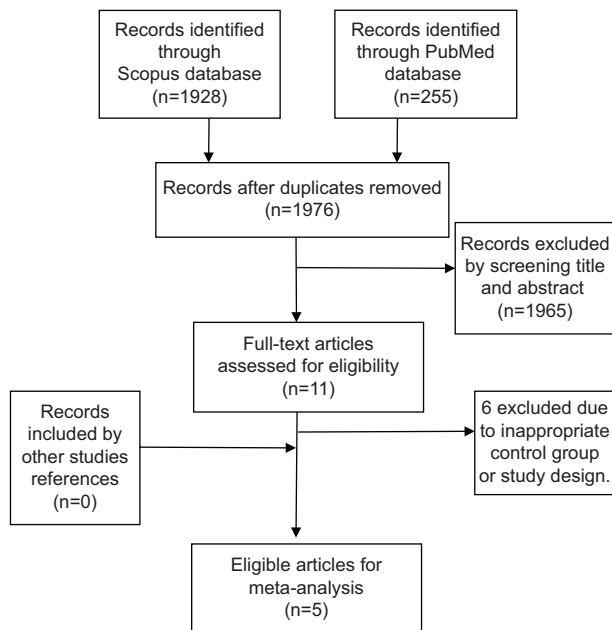 Records identified
through
Scopus database
(n=1928)
Records identified
through PubMed
database
(n=255)
Records after duplicates removed
(n=1976)
Records excluded
by screening title
and abstract
(n=1965)
Full-text articles
assessed for eligibility
(n=11)
Records
included by
other studies
references
(n=0)
6 excluded due
to inappropriate
control group
or study design.
Eligible articles for
meta-analysis
(n=5)